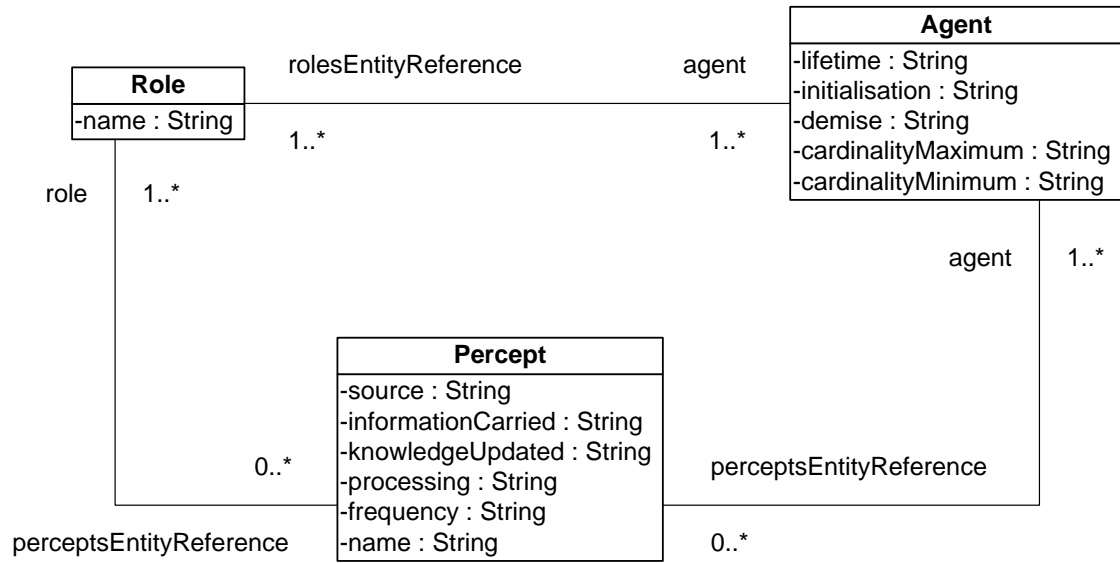 Agent
-lifetime : String
-initialisation : String
-demise : String
-cardinalityMaximum : String
-cardinalityMinimum : String
rolesEntityReference
agent
Role
-name : String
1..*
1..*
role
1..*
agent
1..*
Percept
-source : String
-informationCarried : String
-knowledgeUpdated : String
-processing : String
-frequency : String
-name : String
0..*
perceptsEntityReference
perceptsEntityReference
0..*